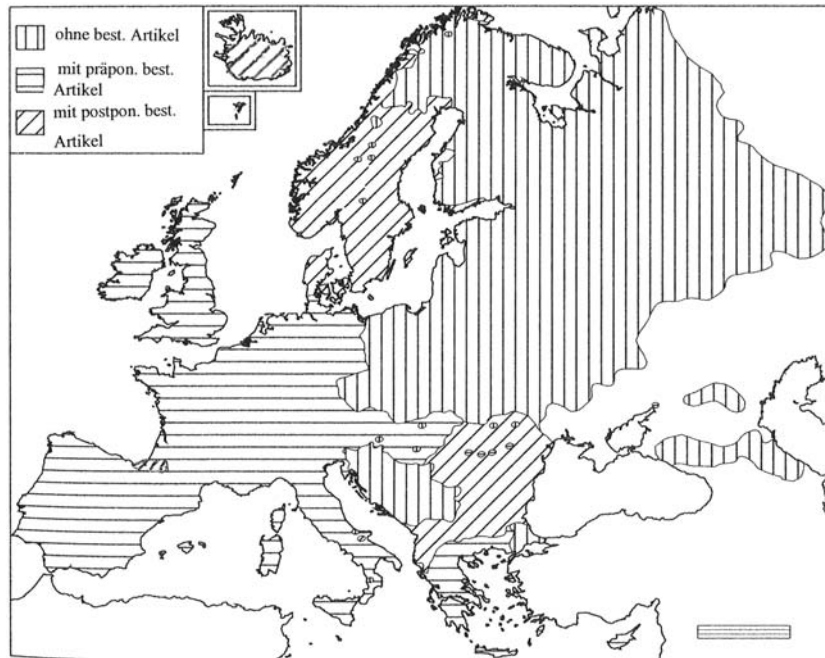 ohne best. Artikel
mit präpon. best.
Artikel
mit postpon. best.
Artikel